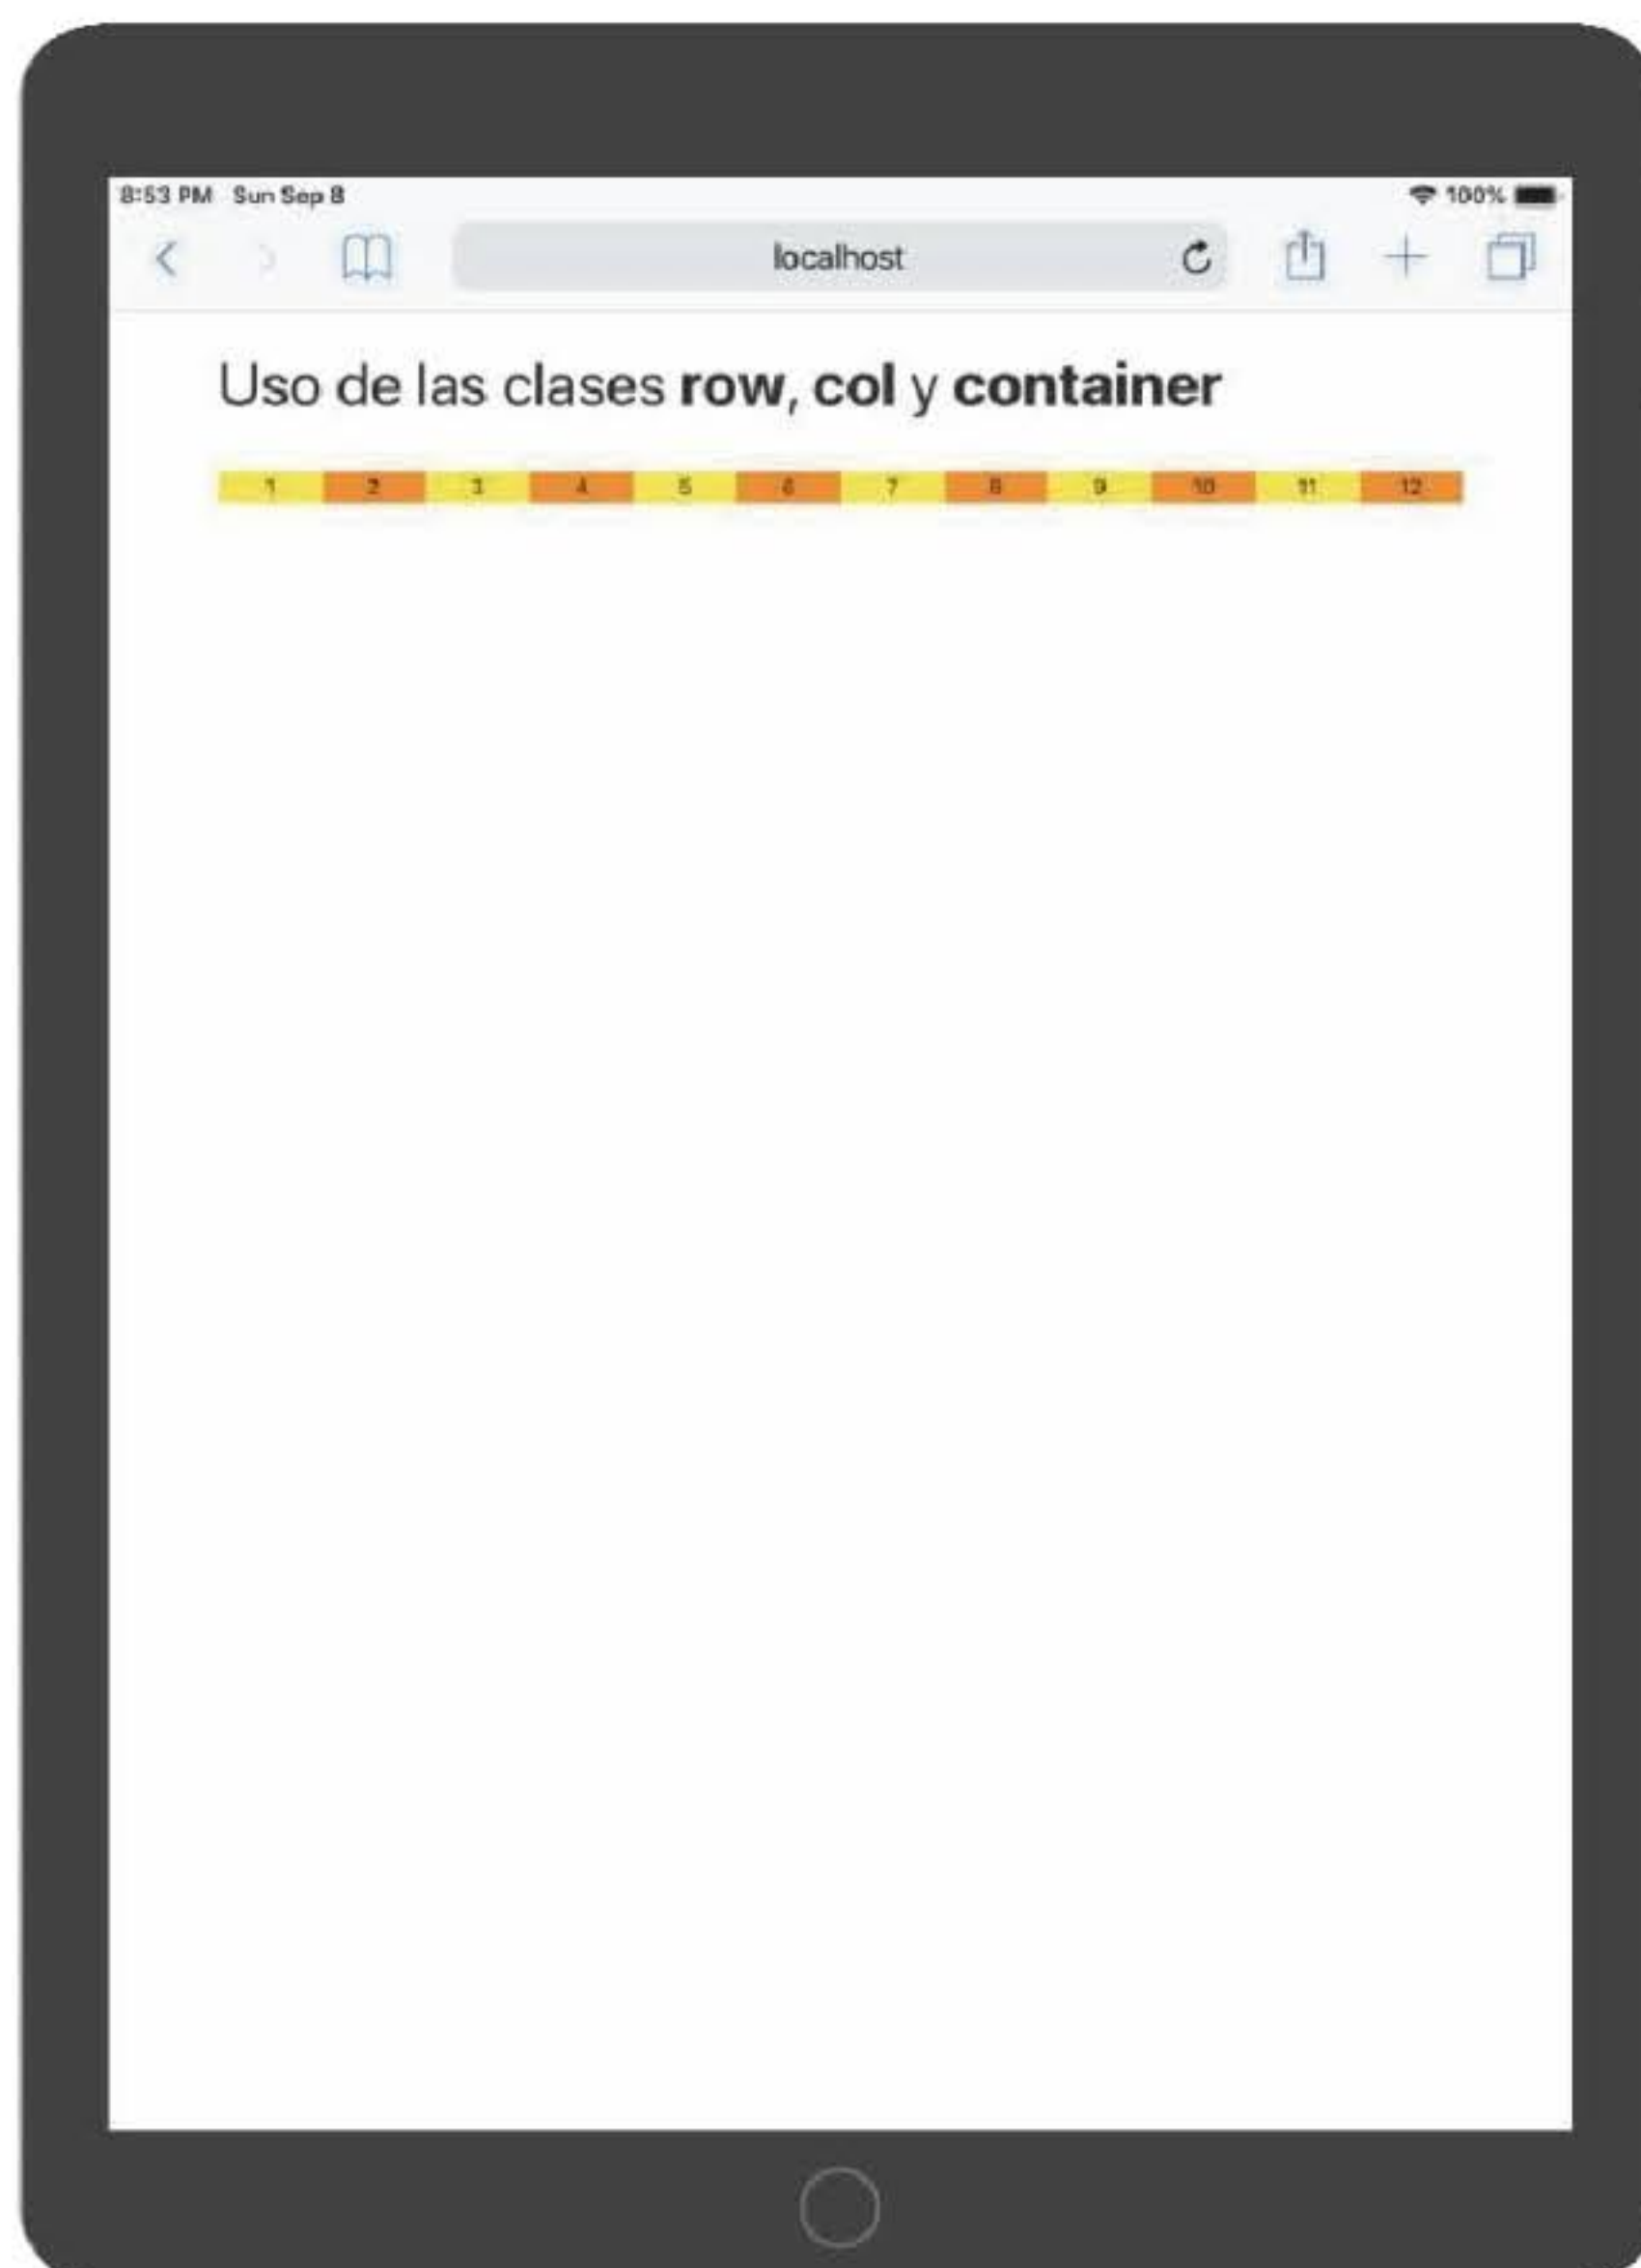 8:53 PM Sun Sep 8 100%
localhost
Uso de las clases row, col y container
1 2 3 4 5 6 7 8 9 10 11 12